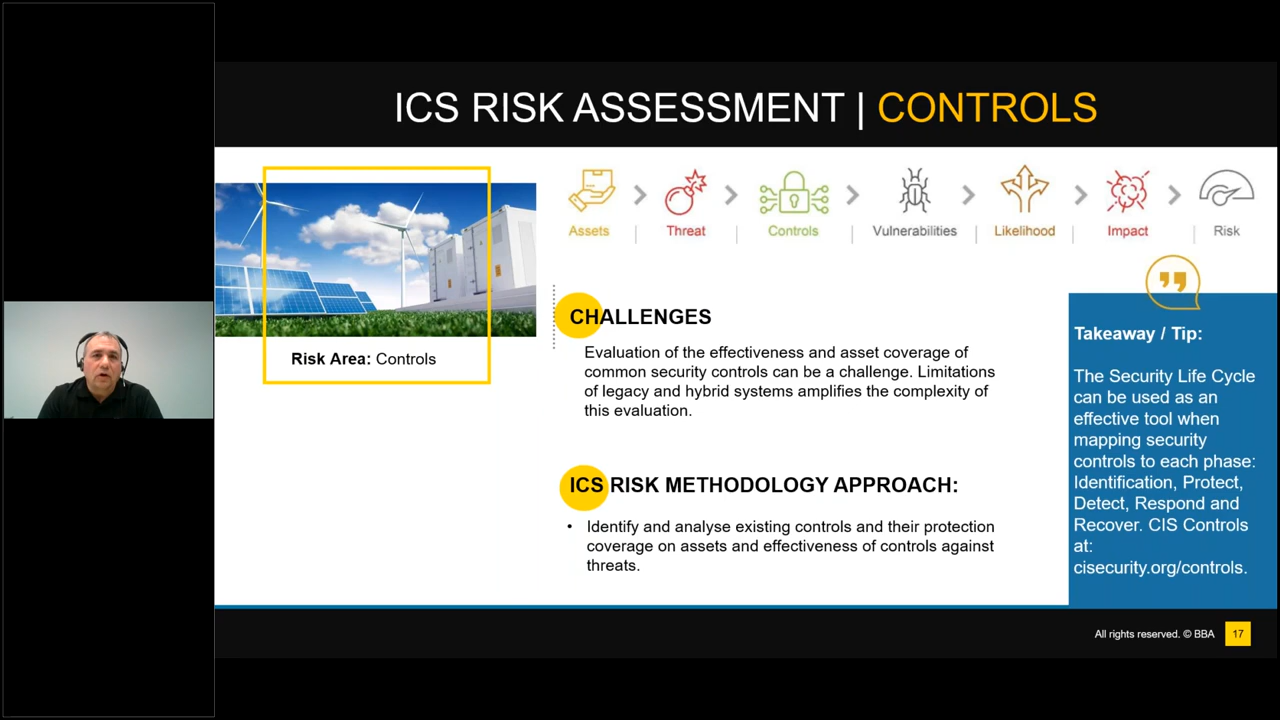 ICS RISK ASSESSMENT | CONTROLS
Assets
Threat
Controls
Vulnerabilities
Likelihood
Impact
Risk
Risk Area: Controls
CHALLENGES
Evaluation of the effectiveness and asset coverage of
common security controls can be a challenge. Limitations
of legacy and hybrid systems amplifies the complexity of
this evaluation.
ICS RISK METHODOLOGY APPROACH:
• Identify and analyse existing controls and their protection
coverage on assets and effectiveness of controls against
threats.
Takeaway / Tip:
The Security Life Cycle
can be used as an
effective tool when
mapping security
controls to each phase:
Identification, Protect,
Detect, Respond and
Recover. CIS Controls
at:
cisecurity.org/controls.
All rights reserved. © BBA
17